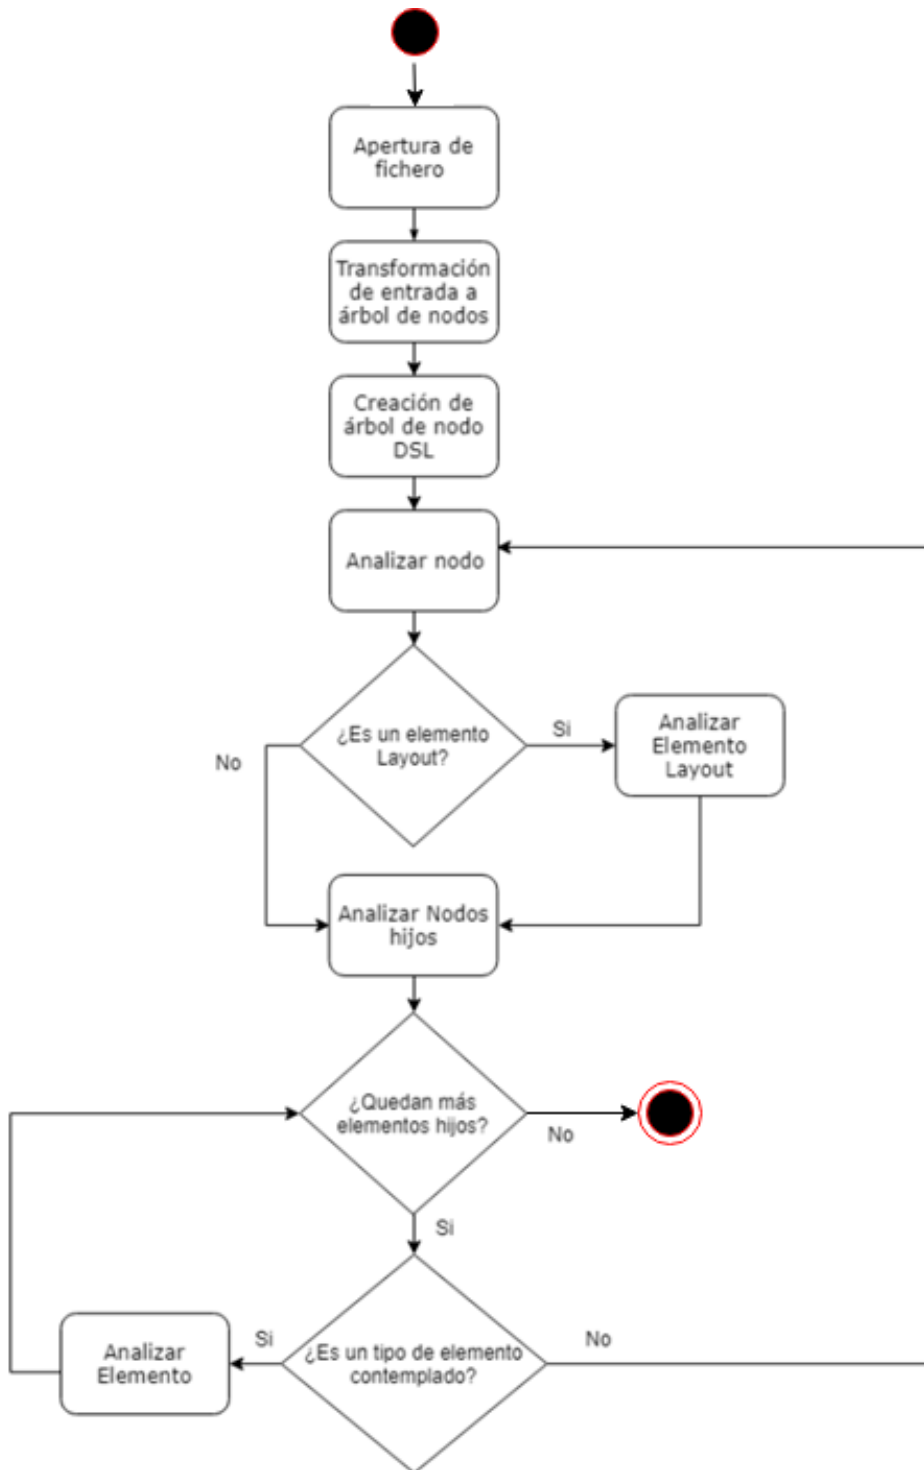 Apertura de
fichero
Transformación
de entrada a
árbol de nodos
Creación de
árbol de nodo
DSL
Analizar nodo
¿Es un elemento
Layout?
No
Si
Analizar
Elemento
Layout
Analizar Nodos
hijos
¿Quedan más
elementos hijos?
No
Si
¿Es un tipo de elemento
contemplado?
Si
No
Analizar
Elemento